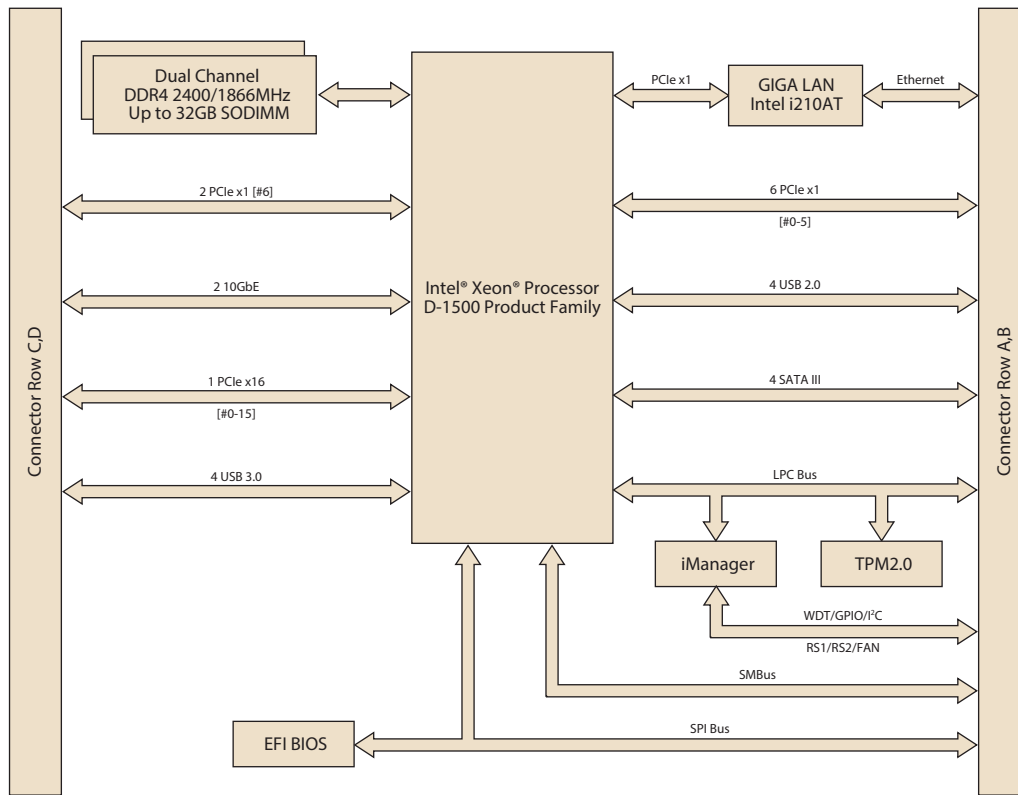 Connector Row C,D
Dual Channel
DDR4 2400/1866MHz
Up to 32GB SODIMM
2 PCIe x1 [#6]
2 10GbE
1 PCIe x16
[#0-15]
4 USB 3.0
Intel® Xeon® Processor
D-1500 Product Family
PCIe x1
GIGA LAN
Intel i210AT
Ethernet
6 PCIe x1
[#0-5]
4 USB 2.0
4 SATA III
LPC Bus
iManager
TPM2.0
WDT/GPIO/I²C
RS1/RS2/FAN
SMBus
EFI BIOS
SPI Bus
Connector Row A,B